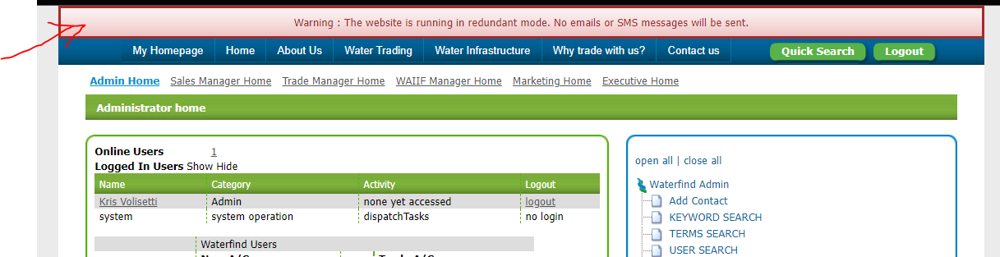 Warning : The website is running in redundant mode. No emails or SMS messages will be sent.
My Homepage Home About Us Water Trading Water Infrastructure Why trade with us? Contact us Quick Search Logout
Admin Home Sales Manager Home Trade Manager Home WAIIF Manager Home Marketing Home Executive Home
Administrator home
Online Users 1
Logged In Users Show Hide
Name Category Activity Logout
Kris Volisetti Admin none yet accessed logout
system system operation dispatchTasks no login
Waterfind Users
open all | close all
Waterfind Admin
Add Contact
KEYWORD SEARCH
TERMS SEARCH
USER SEARCH